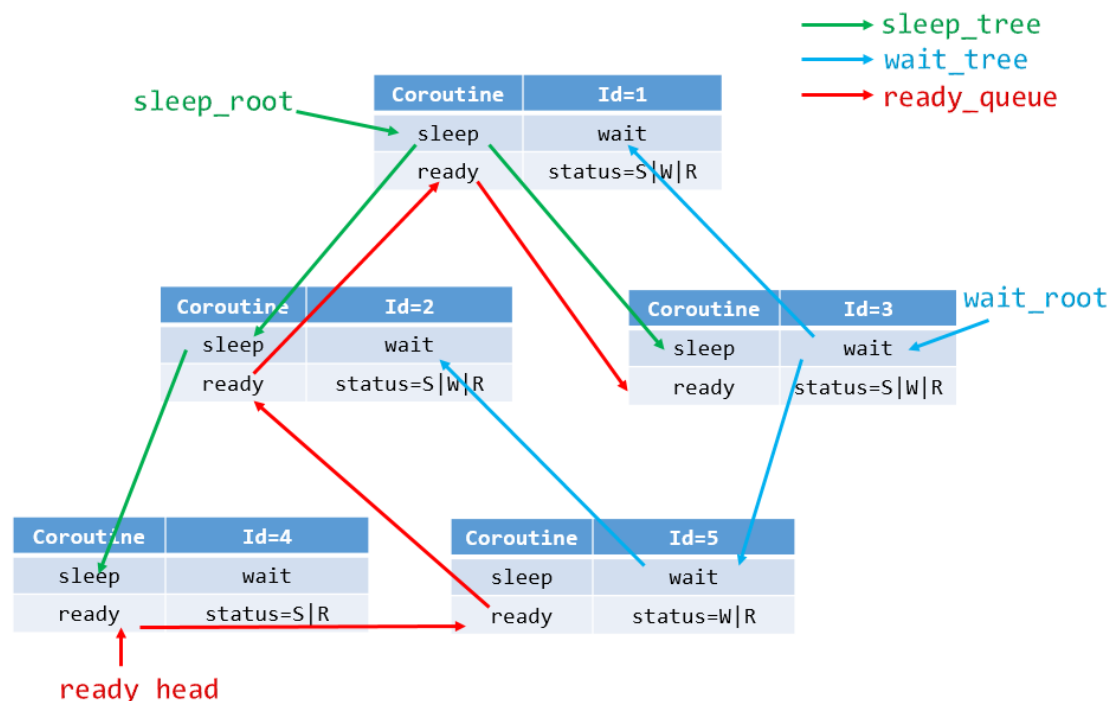 sleep_tree
wait_tree
ready_queue
sleep_root
Coroutine Id=1
sleep wait
ready status=S|W|R
Coroutine Id=2
sleep wait
ready status=S|W|R
Coroutine Id=3
sleep wait
ready status=S|W|R
wait_root
Coroutine Id=4
sleep wait
ready status=S|R
Coroutine Id=5
sleep wait
ready status=W|R
ready head